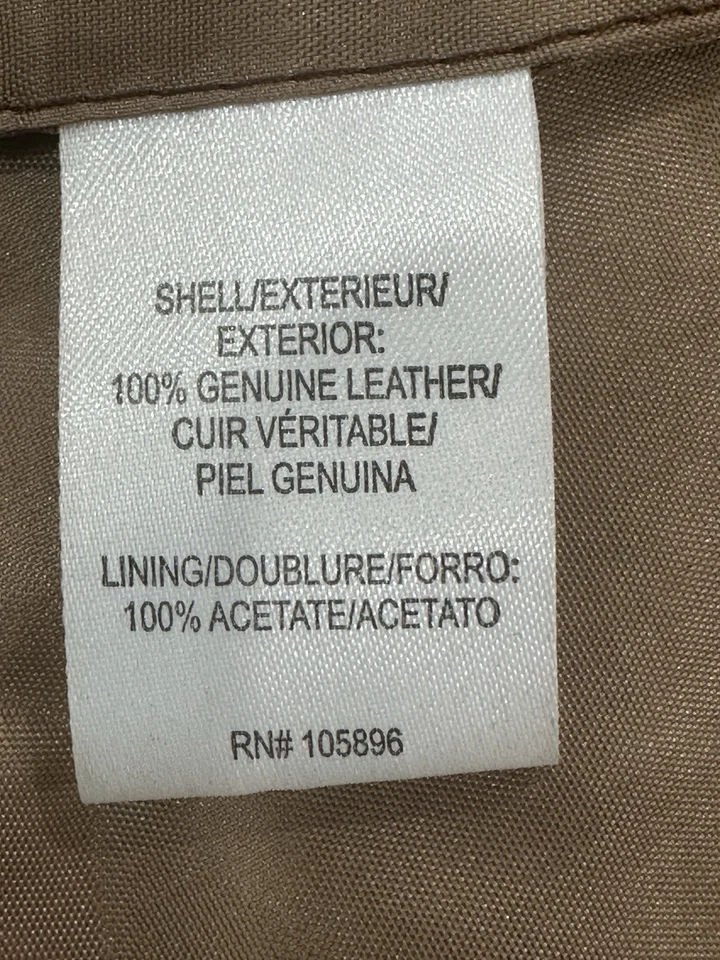 SHELL/EXTERIEUR/
EXTERIOR:
100% GENUINE LEATHER/
CUIR VÉRITABLE/
PIEL GENUINA
LINING/DOUBLURE/FORRO:
100% ACETATE/ACETATO
RN# 105896